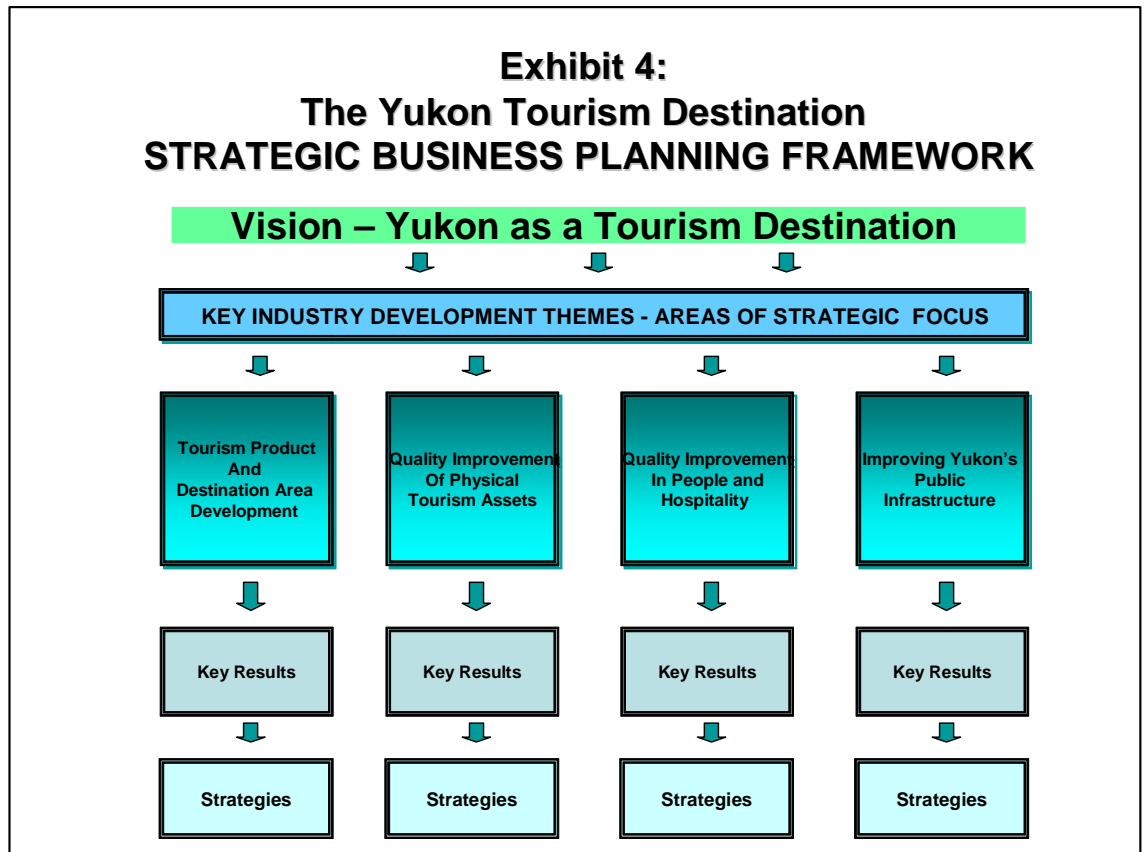 Exhibit 4:
The Yukon Tourism Destination
STRATEGIC BUSINESS PLANNING FRAMEWORK
Vision – Yukon as a Tourism Destination
KEY INDUSTRY DEVELOPMENT THEMES - AREAS OF STRATEGIC FOCUS
Tourism Product
And
Destination Area
Development
Quality Improvement
Of Physical
Tourism Assets
Quality Improvement
In People and
Hospitality
Improving Yukon's
Public
Infrastructure
Key Results
Key Results
Key Results
Key Results
Strategies
Strategies
Strategies
Strategies